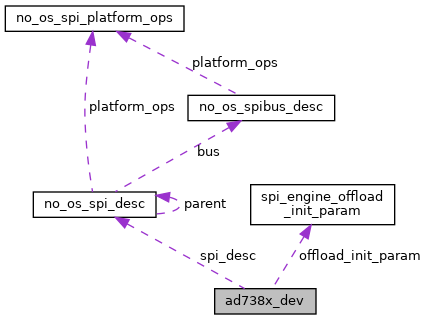 no_os_spi_platform_ops
platform_ops
platform_ops
no_os_spibus_desc
bus
no_os_spi_desc
parent
spi_engine_offload
_init_param
spi_desc
offload_init_param
ad738x_dev